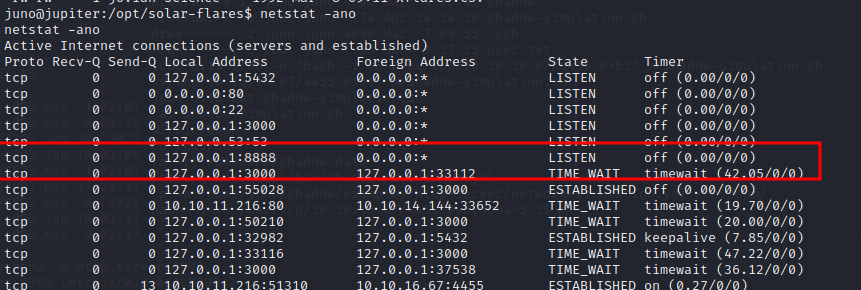 juno@jupiter:/opt/solar-flares$ netstat -ano
netstat -ano
Active Internet connections (servers and established)
Proto Recv-Q Send-Q Local Address Foreign Address State Timer
tcp 0 0 127.0.0.1:5432 0.0.0.0:* LISTEN off (0.00/0/0)
tcp 0 0 0.0.0.0:80 0.0.0.0:* LISTEN off (0.00/0/0)
tcp 0 0 0.0.0.0:22 0.0.0.0:* LISTEN off (0.00/0/0)
tcp 0 0 127.0.0.1:3000 0.0.0.0:* LISTEN off (0.00/0/0)
tcp 0 0 127.0.0.53:53 0.0.0.0:* LISTEN off (0.00/0/0)
tcp 0 0 127.0.0.1:8888 0.0.0.0:* LISTEN off (0.00/0/0)
tcp 0 0 127.0.0.1:3000 127.0.0.1:33112 TIME_WAIT timewait (42.05/0/0)
tcp 0 0 127.0.0.1:55028 127.0.0.1:3000 ESTABLISHED off (0.00/0/0)
tcp 0 0 10.10.11.216:80 10.10.14.144:33652 TIME_WAIT timewait (19.70/0/0)
tcp 0 0 127.0.0.1:50210 127.0.0.1:3000 TIME_WAIT timewait (20.00/0/0)
tcp 0 0 127.0.0.1:32982 127.0.0.1:5432 ESTABLISHED keepalive (7.85/0/0)
tcp 0 0 127.0.0.1:33116 127.0.0.1:3000 TIME_WAIT timewait (47.22/0/0)
tcp 0 0 127.0.0.1:3000 127.0.0.1:37538 TIME_WAIT timewait (36.12/0/0)
tcp 0 13 10.10.11.216:51310 10.10.16.67:4455 ESTABLISHED on (0.27/0/0)